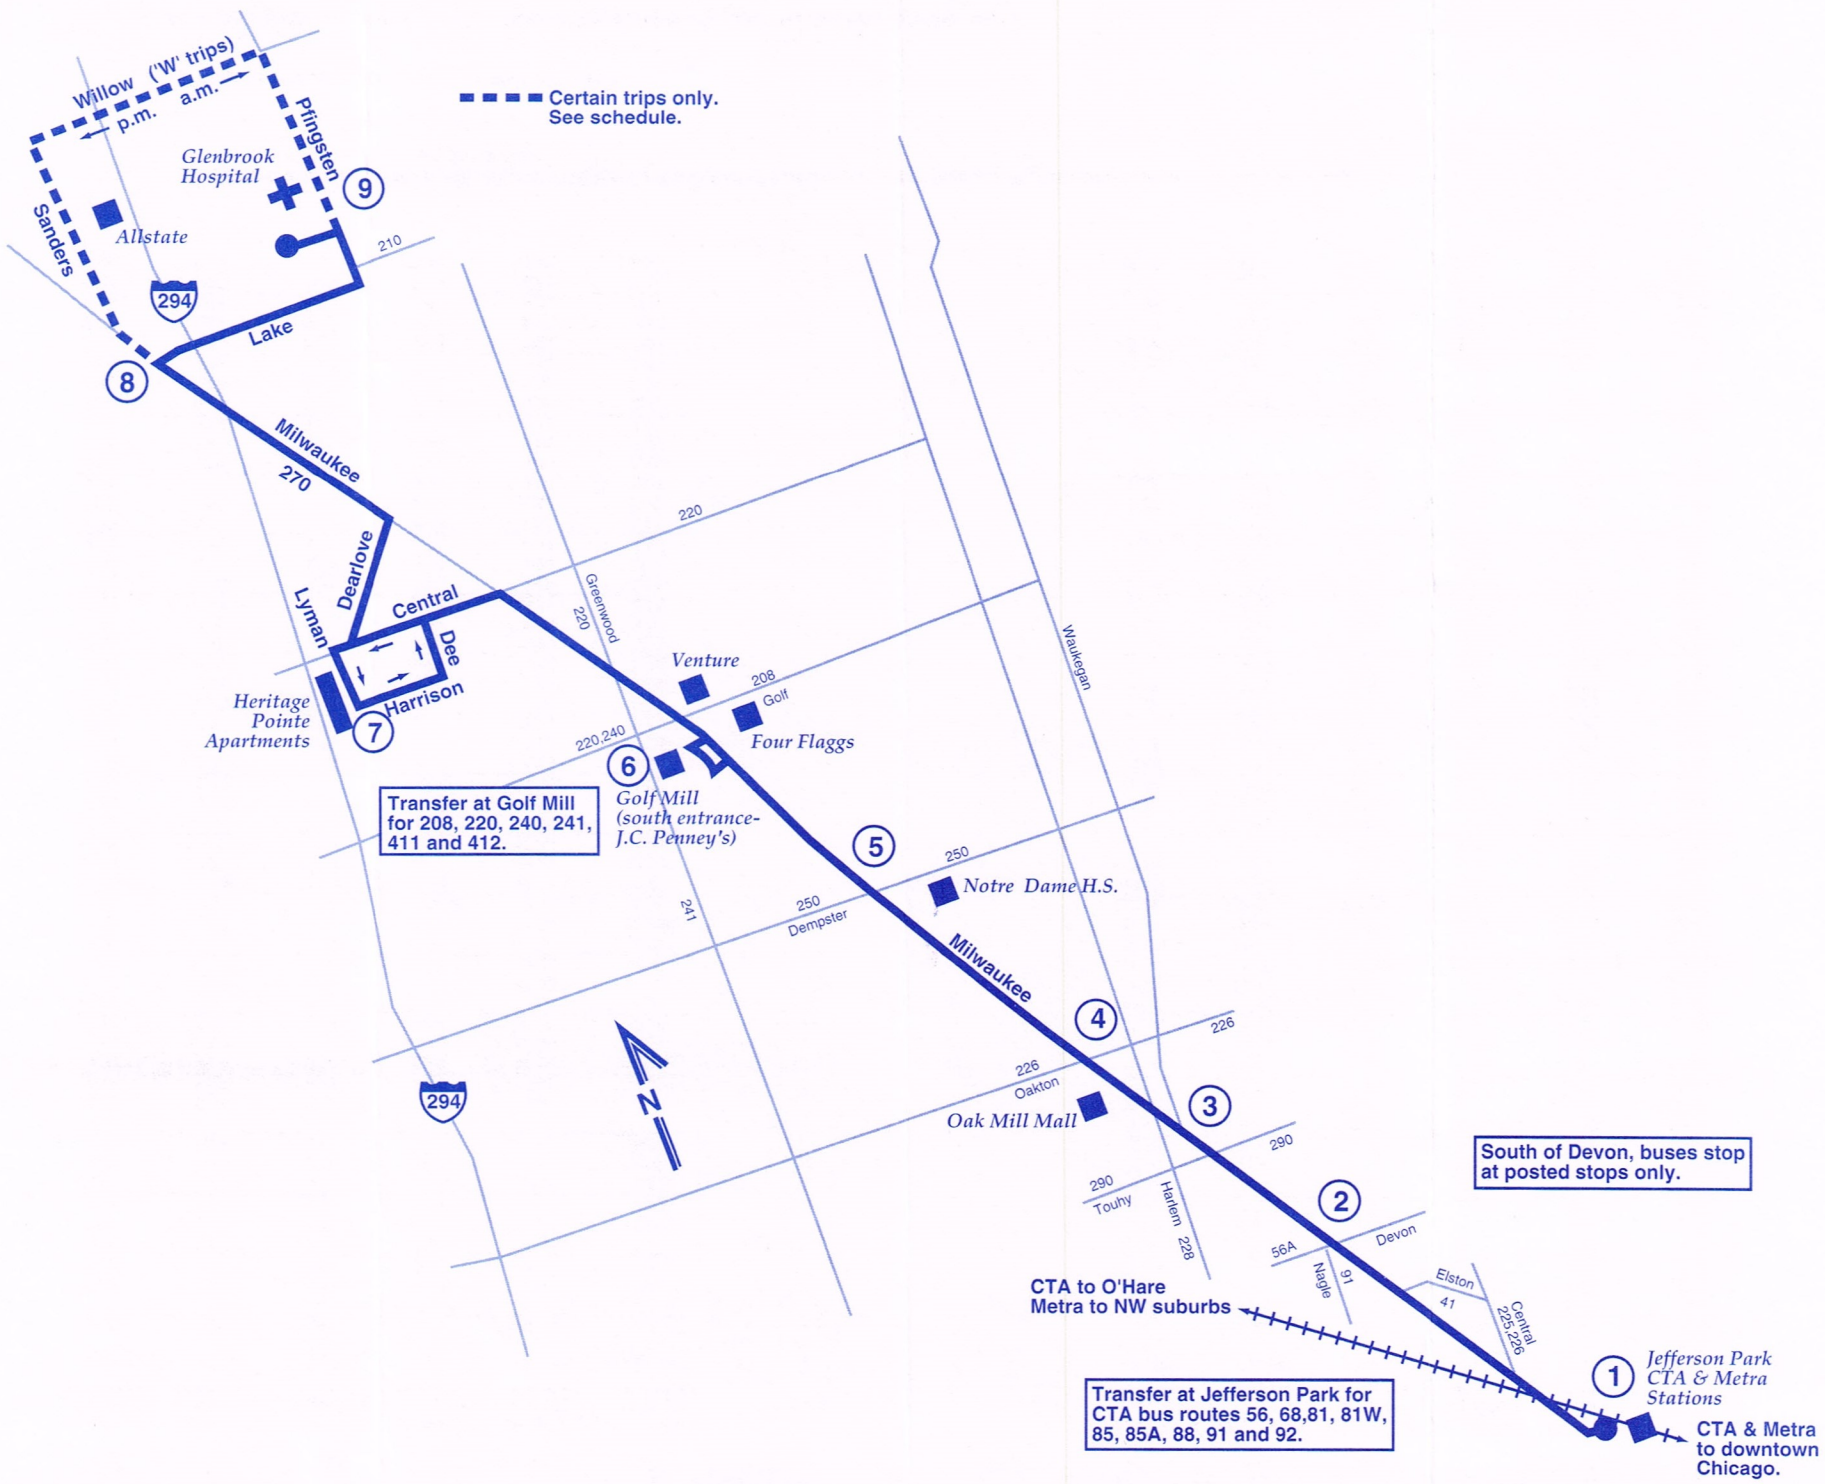 Willow ('W' trips)
a.m.
p.m.
Pfingsten
Certain trips only.
See schedule.
Glenbrook
Hospital
9
Sanders
Allstate
210
294
Lake
8
Milwaukee
270
220
Dearlove
Central
Lyman
Dee
Harrison
Greenwood
220
Waukegan
Venture
208
Golf
Heritage
Pointe
Apartments
7
220,240
Four Flaggs
6
Transfer at Golf Mill
for 208, 220, 240, 241,
411 and 412.
Golf Mill
(south entrance-
J.C. Penney's)
5
250
Notre Dame H.S.
241
250
Dempster
Milwaukee
4
226
226
Oakton
N
294
Oak Mill Mall
3
290
290
Touhy
South of Devon, buses stop
at posted stops only.
Harlem 228
2
Devon
56A
Nagle
91
Elston
41
Central
225,226
CTA to O'Hare
Metra to NW suburbs
1
Jefferson Park
CTA & Metra
Stations
Transfer at Jefferson Park for
CTA bus routes 56, 68,81, 81W,
85, 85A, 88, 91 and 92.
CTA & Metra
to downtown
Chicago.